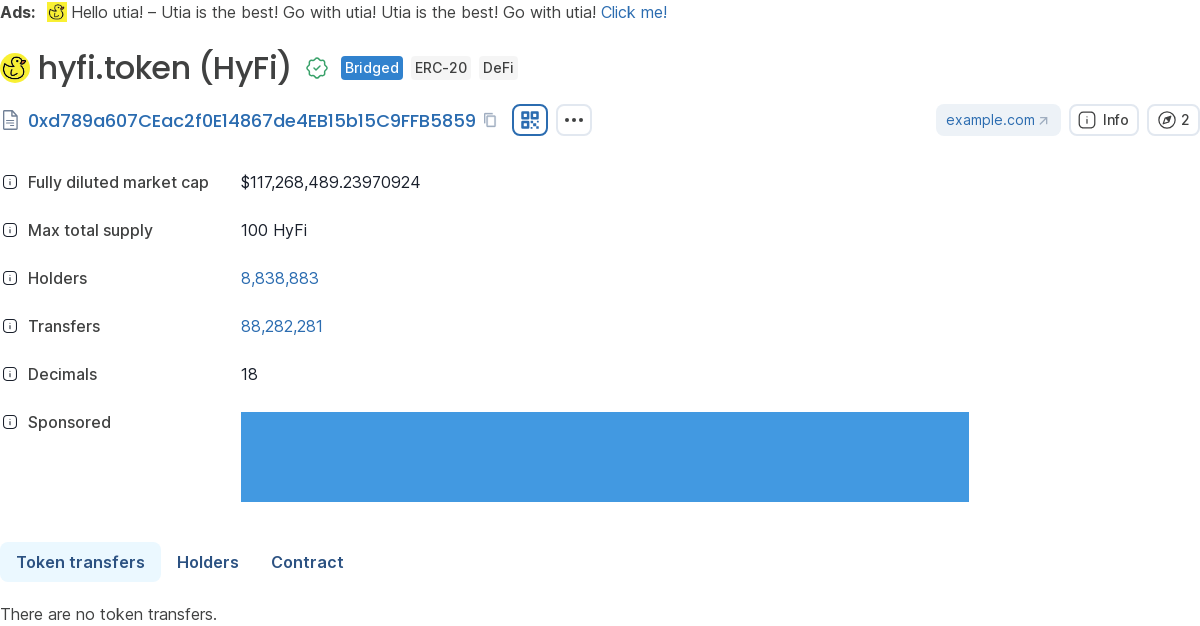 Ads: Hello utia! – Utia is the best! Go with utia! Utia is the best! Go with utia! Click me!
hyfi.token (HyFi) Bridged ERC-20 DeFi
0xd789a607CEac2f0E14867de4EB15b15C9FFB5859 example.com Info 2
Fully diluted market cap $117,268,489.23970924
Max total supply 100 HyFi
Holders 8,838,883
Transfers 88,282,281
Decimals 18
Sponsored
Token transfers Holders Contract
There are no token transfers.